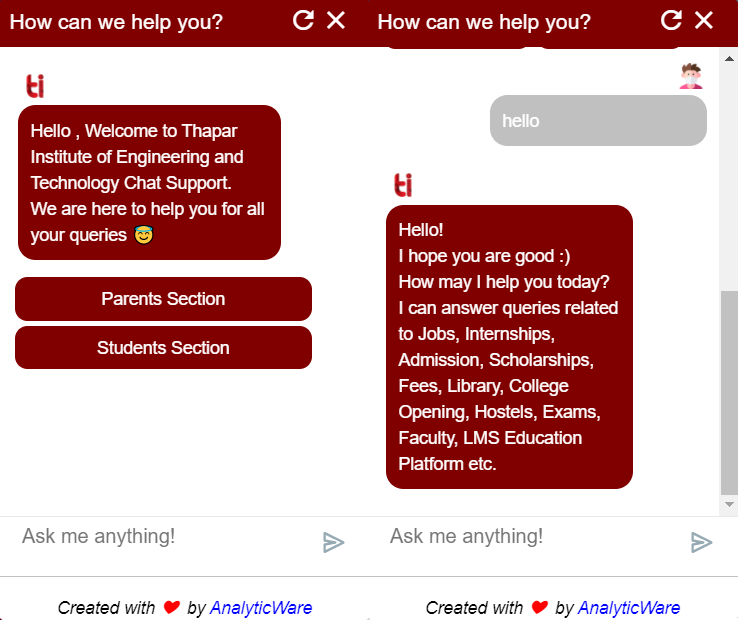 How can we help you?
ti
Hello , Welcome to Thapar
Institute of Engineering and
Technology Chat Support.
We are here to help you for all
your queries 😇
Parents Section
Students Section
Ask me anything!
Created with ❤ by AnalyticWare
How can we help you?
hello
ti
Hello!
I hope you are good :)
How may I help you today?
I can answer queries related
to Jobs, Internships,
Admission, Scholarships,
Fees, Library, College
Opening, Hostels, Exams,
Faculty, LMS Education
Platform etc.
Ask me anything!
Created with ❤ by AnalyticWare